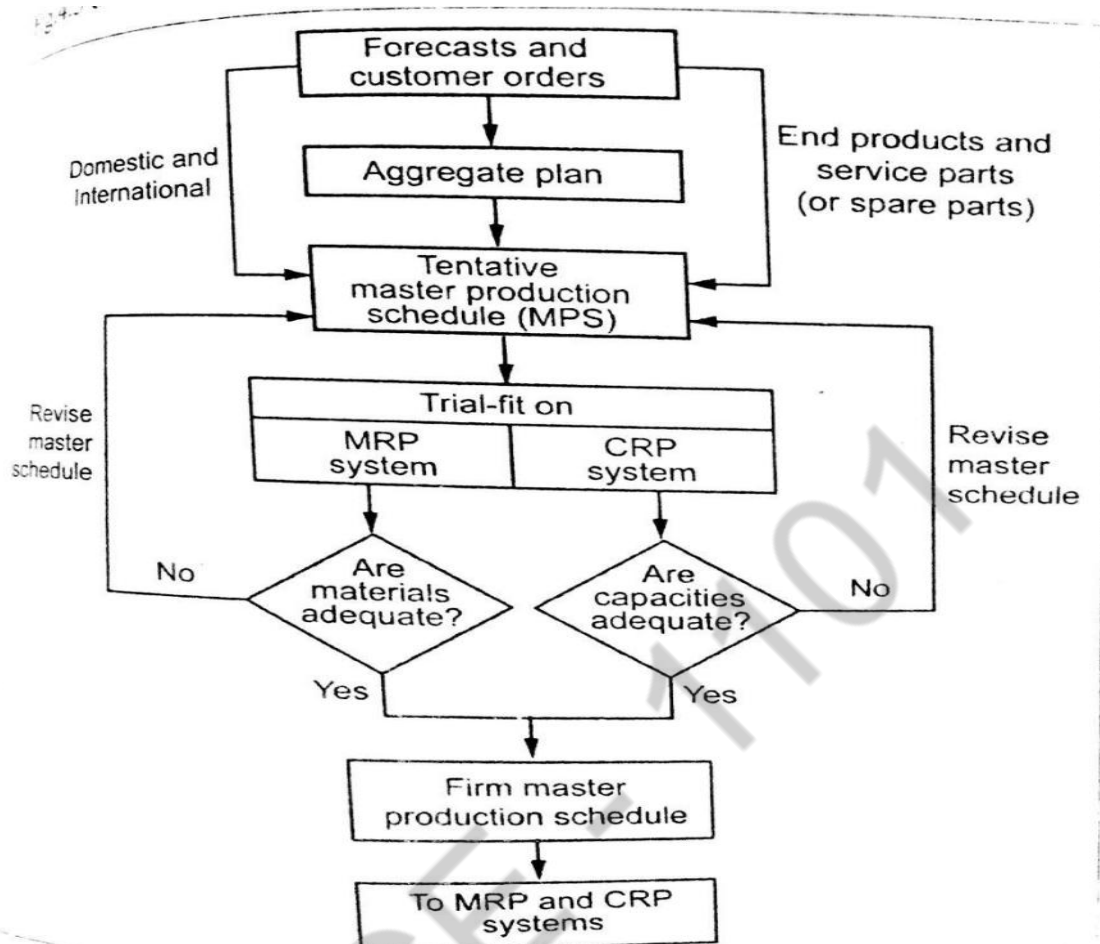 Forecasts and
customer orders
Domestic and
International
End products and
service parts
(or spare parts)
Aggregate plan
Tentative
master production
schedule (MPS)
Trial-fit on
MRP
system
CRP
system
Revise
master
schedule
Revise
master
schedule
No
Are
materials
adequate?
Are
capacities
adequate?
No
Yes
Yes
Firm master
production schedule
To MRP and CRP
systems
- 1101